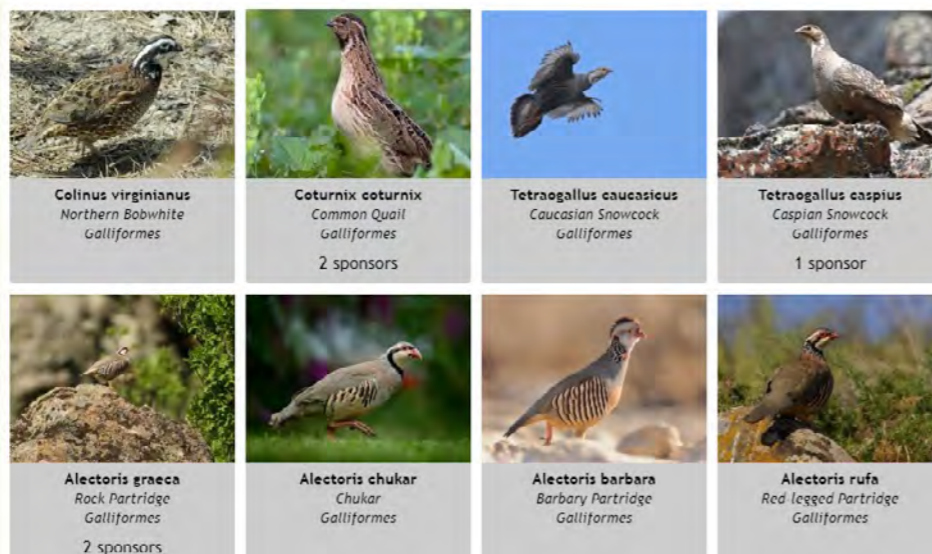 Colinus virginianus
Northern Bobwhite
Galliformes
Coturnix coturnix
Common Quail
Galliformes
2 sponsors
Tetraogallus caucasicus
Caucasian Snowcock
Galliformes
Tetraogallus caspius
Caspian Snowcock
Galliformes
1 sponsor
Alectoris graeca
Rock Partridge
Galliformes
2 sponsors
Alectoris chukar
Chukar
Galliformes
Alectoris barbara
Barbary Partridge
Galliformes
Alectoris rufa
Red-legged Partridge
Galliformes